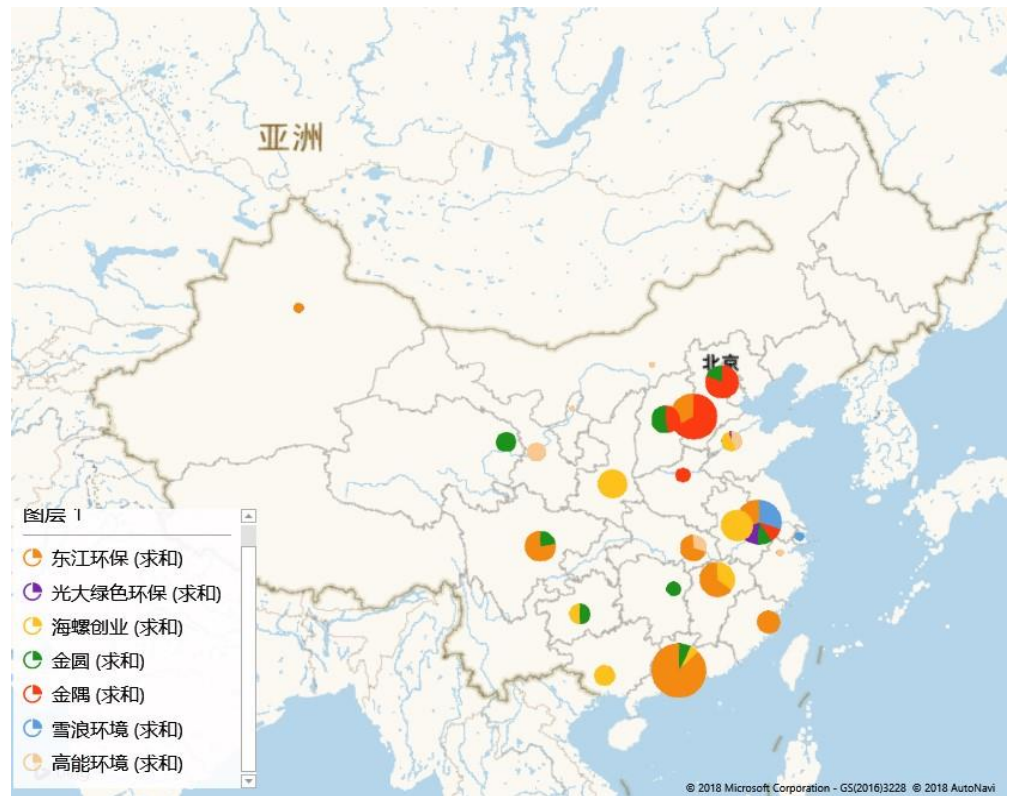 亚洲
北京
图层 1
东江环保 (求和)
光大绿色环保 (求和)
海螺创业 (求和)
金圆 (求和)
金隅 (求和)
雪浪环境 (求和)
高能环境 (求和)
© 2018 Microsoft Corporation - GS(2016)3228 © 2018 AutoNavi